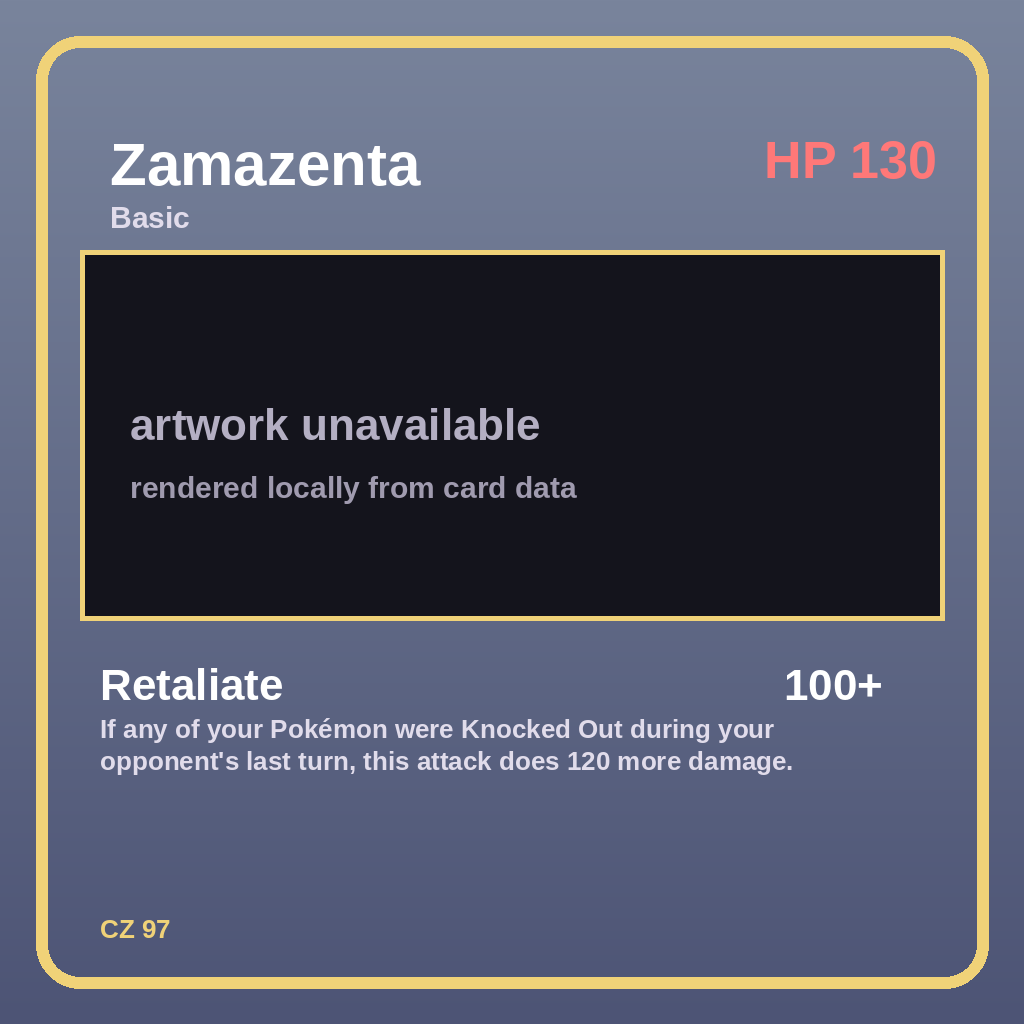 Zamazenta
HP 130
Basic
artwork unavailable
rendered locally from card data
Retaliate
100+
If any of your Pokémon were Knocked Out during your
opponent's last turn, this attack does 120 more damage.
CZ 97